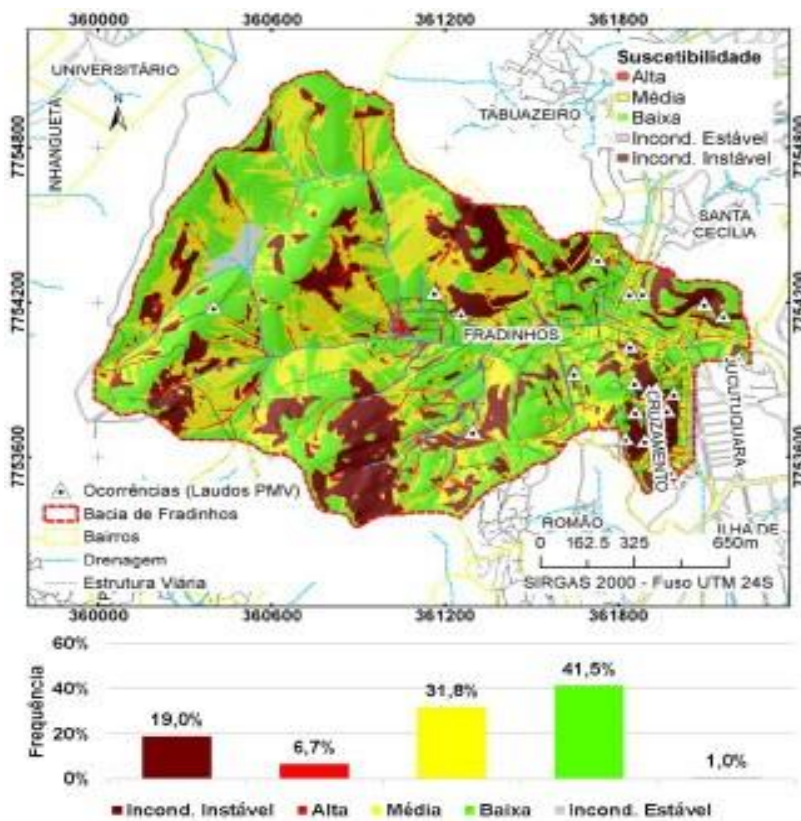 360000 360600 361200 361800
UNIVERSITÁRIO
INHANGUETÁ
N
TABUAZEIRO
Suscetibilidade
Alta
Média
Baixa
Incond. Estável
Incond. Instável
SANTA
CECÍLIA
7754800
7754200
7753600
7754800
7754200
7753600
FRADINHOS
CRUZAMENTO
JUCUTUQUARA
ROMÃO
ILHA DE
Ocorrências (Laudos PMV)
Bacia de Fradinhos
Bairros
Drenagem
Estrutura Viária
0 162.5 325 650m
SIRGAS 2000 - Fuso UTM 24S
360000 360600 361200 361800
Frequência
60%
40%
20%
0%
19,0%
6,7%
31,8%
41,5%
1,0%
Incond. Instável Alta Média Baixa Incond. Estável